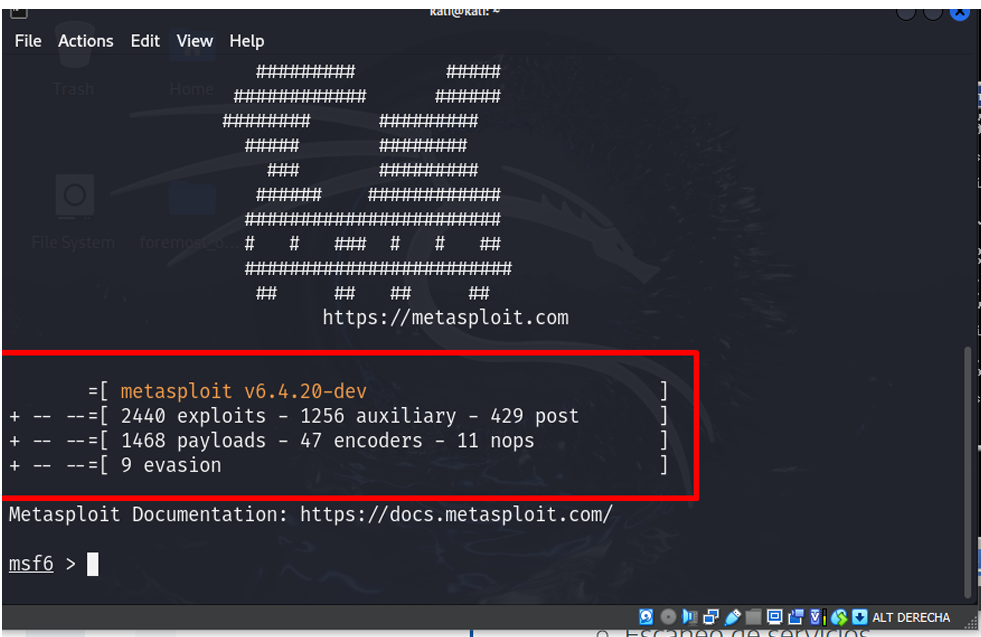 kali@kali: ~
File Actions Edit View Help
Trash
Home
######### #####
############# ######
######## #########
##### ########
### #########
###### ############
#######################
# # ### # # ##
########################
## ## ## ##
File System
foremost_o...
https://metasploit.com
=[ metasploit v6.4.20-dev ]
+ -- --=[ 2440 exploits - 1256 auxiliary - 429 post ]
+ -- --=[ 1468 payloads - 47 encoders - 11 nops ]
+ -- --=[ 9 evasion ]
Metasploit Documentation: https://docs.metasploit.com/
msf6 >
ALT DERECHA
Escaneo de servicios